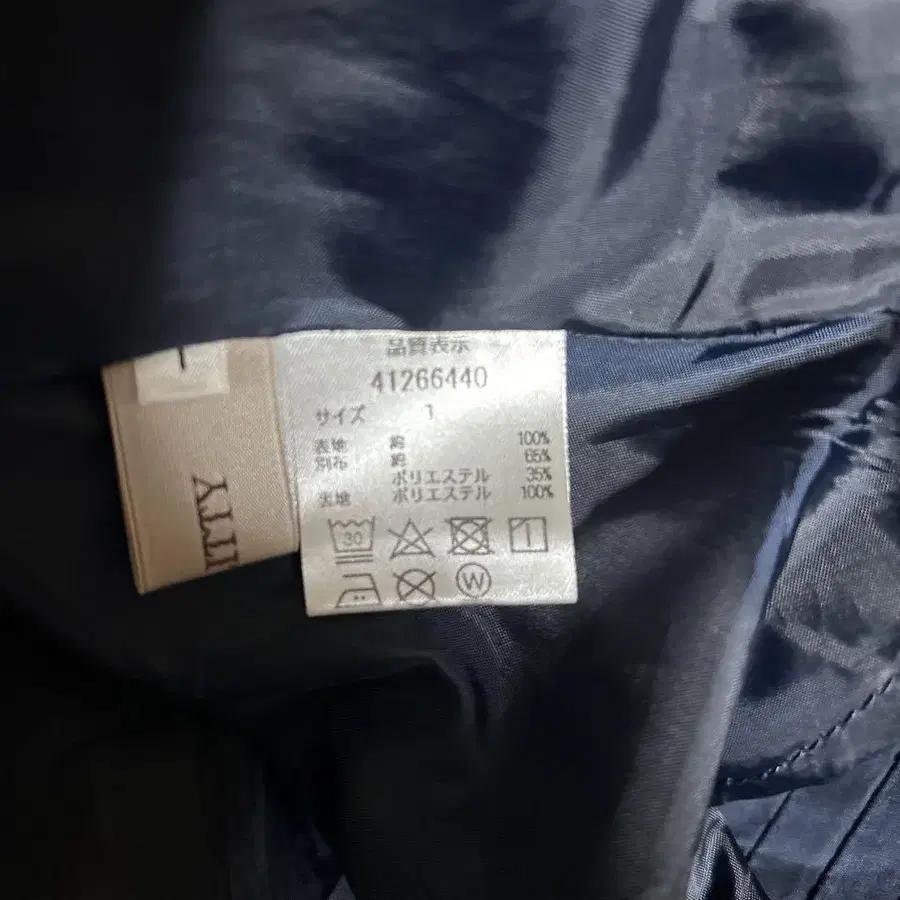 品質表示
41266440
サイズ 1
表地 綿 100%
別布 綿 65%
ポリエステル 35%
裏地 ポリエステル 100%
30
W
ITTY